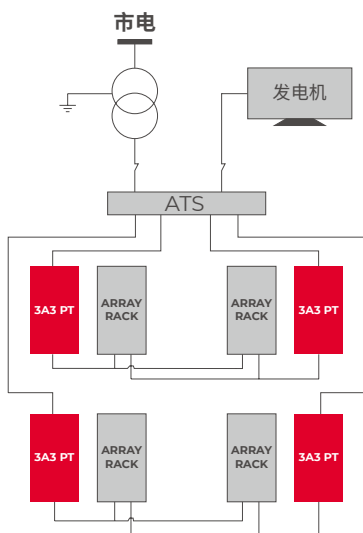 市电
发电机
ATS
3A3 PT
ARRAY
RACK
ARRAY
RACK
3A3 PT
3A3 PT
ARRAY
RACK
ARRAY
RACK
3A3 PT